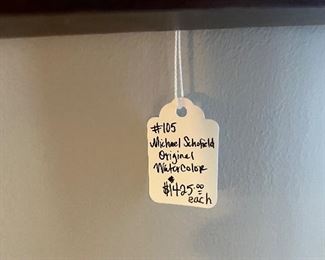 #105
Michael Schofield
Original
Watercolor
$1425.00
each